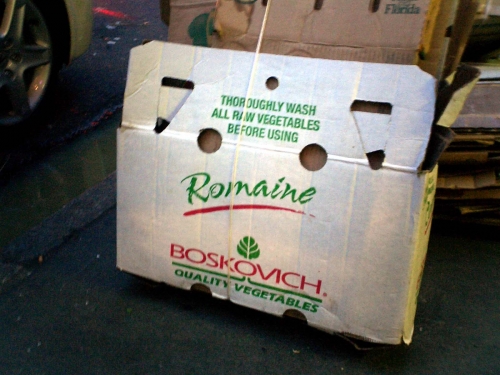 Florida
THOROUGHLY WASH
ALL RAW VEGETABLES
BEFORE USING
Romaine
BOSKOVICH
QUALITY VEGETABLES